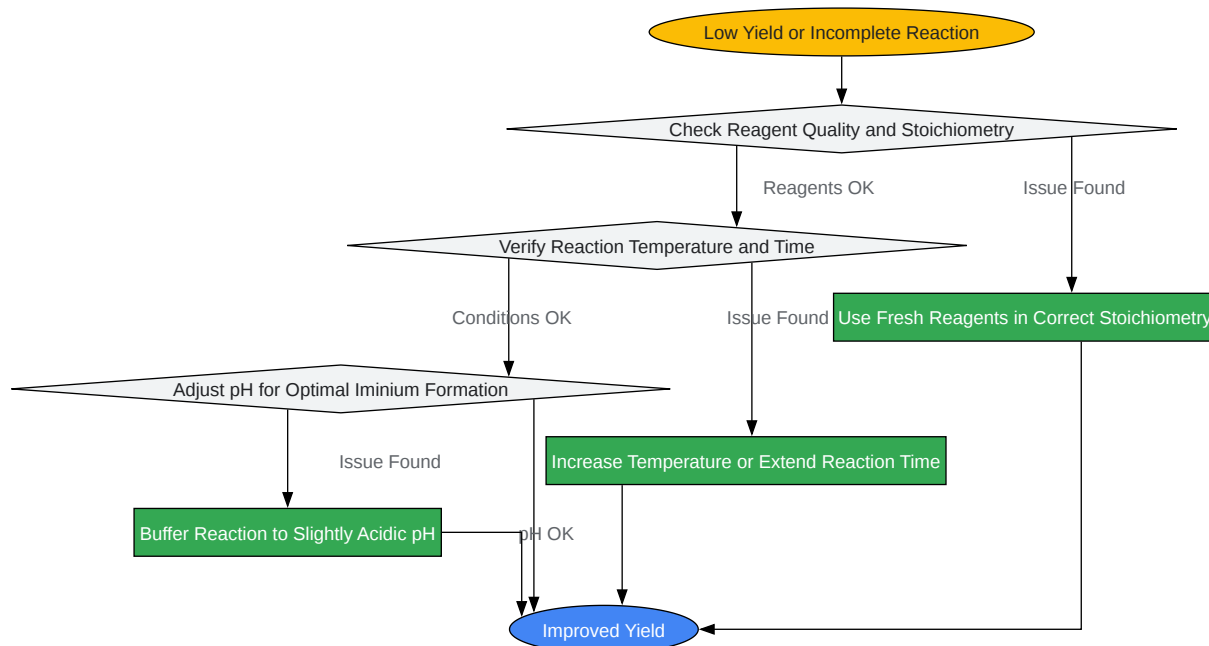 Low Yield or Incomplete Reaction
Check Reagent Quality and Stoichiometry
Reagents OK
Issue Found
Verify Reaction Temperature and Time
Conditions OK
Issue Found
Use Fresh Reagents in Correct Stoichiometry
Adjust pH for Optimal Iminium Formation
Issue Found
Increase Temperature or Extend Reaction Time
Buffer Reaction to Slightly Acidic pH
pH OK
Improved Yield